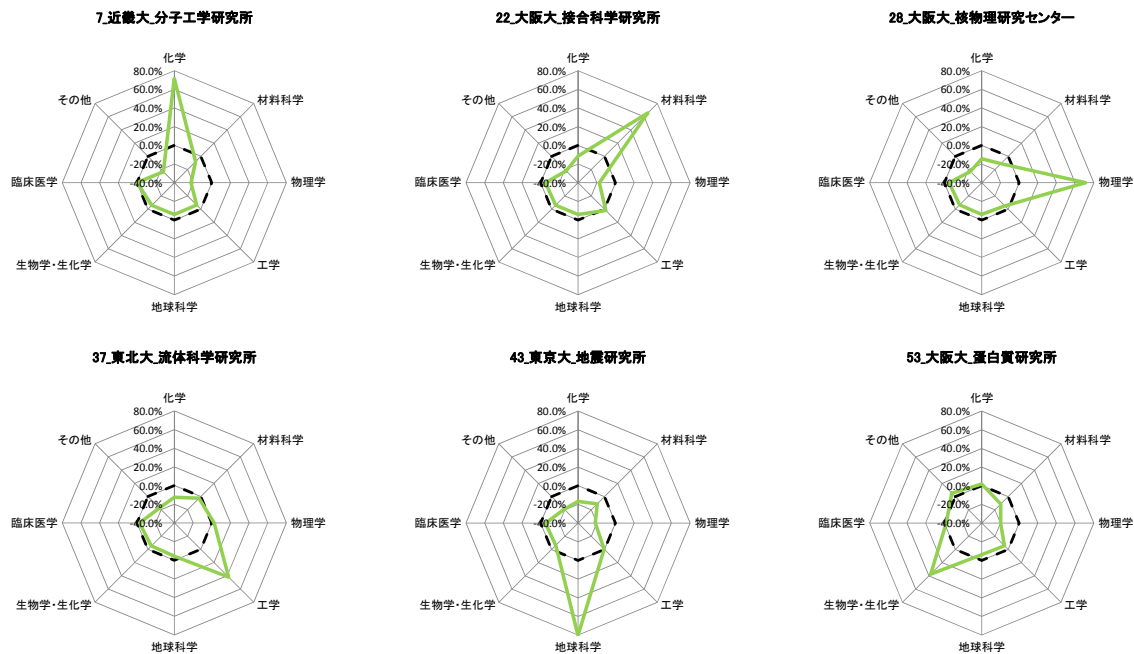 7_近畿大_分子工学研究所
化学
80.0%
60.0%
40.0%
20.0%
0.0%
-20.0%
-40.0%
材料科学
物理学
工学
地球科学
生物学・生化学
臨床医学
その他
22_大阪大_接合科学研究所
化学
80.0%
60.0%
40.0%
20.0%
0.0%
-20.0%
-40.0%
材料科学
物理学
工学
地球科学
生物学・生化学
臨床医学
その他
28_大阪大_核物理研究センター
化学
80.0%
60.0%
40.0%
20.0%
0.0%
-20.0%
-40.0%
材料科学
物理学
工学
地球科学
生物学・生化学
臨床医学
その他
37_東北大_流体科学研究所
化学
80.0%
60.0%
40.0%
20.0%
0.0%
-20.0%
-40.0%
材料科学
物理学
工学
地球科学
生物学・生化学
臨床医学
その他
43_東京大_地震研究所
化学
80.0%
60.0%
40.0%
20.0%
0.0%
-20.0%
-40.0%
材料科学
物理学
工学
地球科学
生物学・生化学
臨床医学
その他
53_大阪大_蛋白質研究所
化学
80.0%
60.0%
40.0%
20.0%
0.0%
-20.0%
-40.0%
材料科学
物理学
工学
地球科学
生物学・生化学
臨床医学
その他